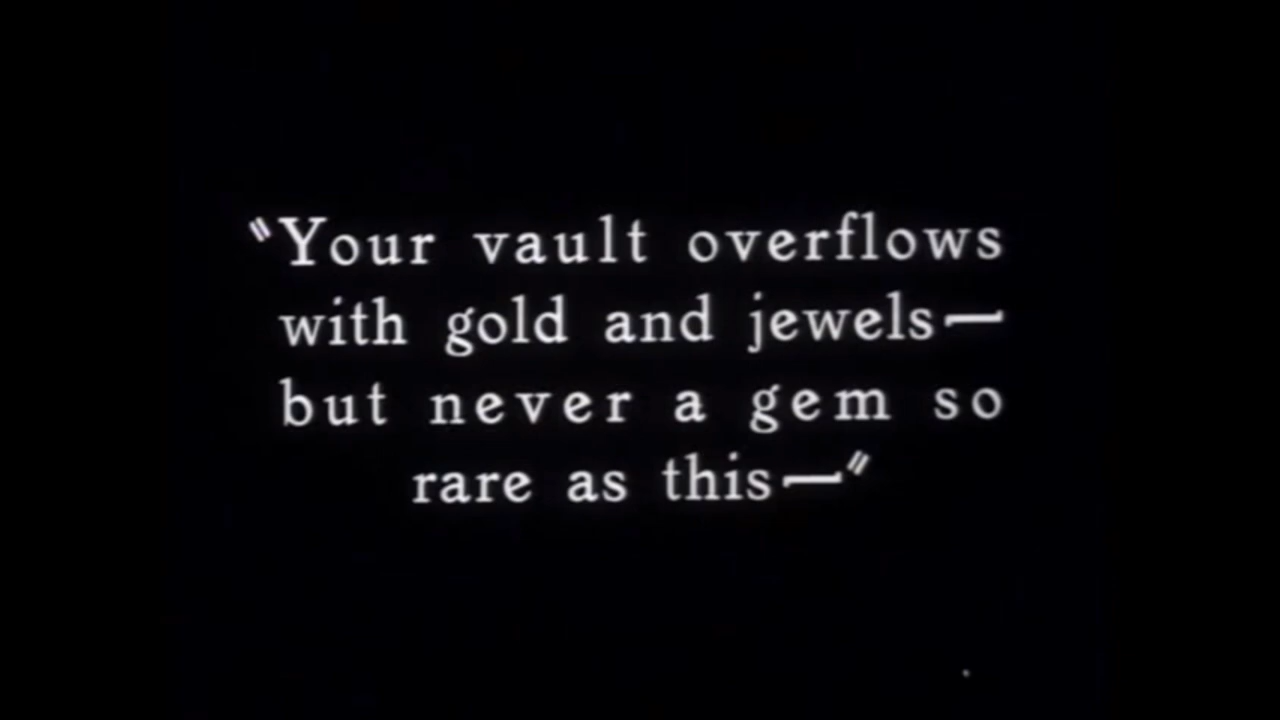 "Your vault overflows
with gold and jewels—
but never a gem so
rare as this—"